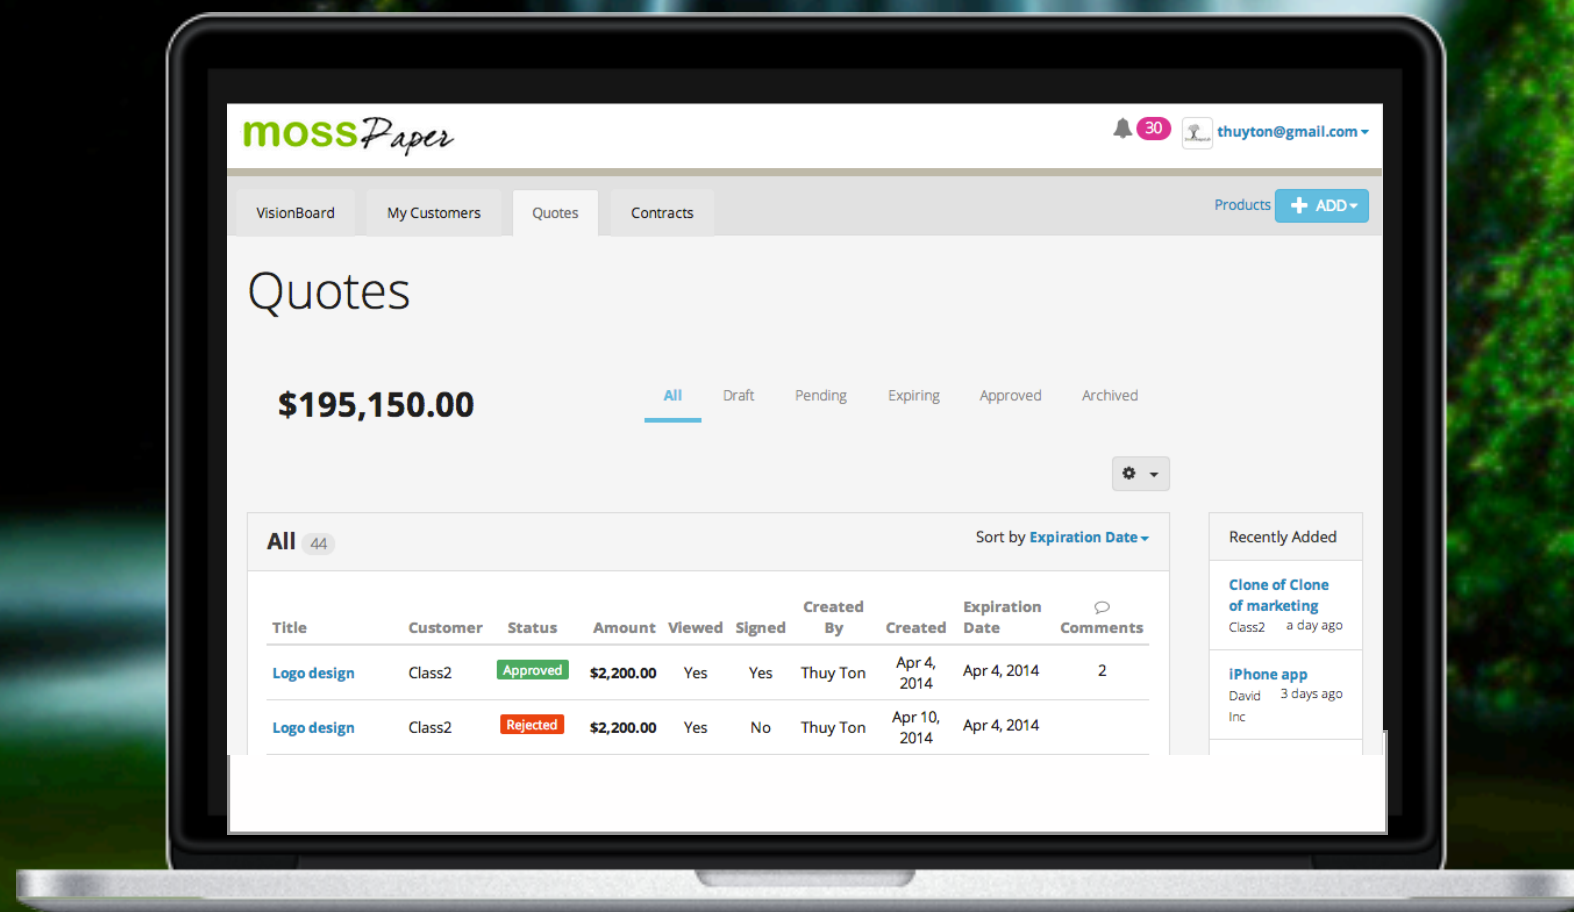 mossPaper
30
thuyton@gmail.com
VisionBoard My Customers Quotes Contracts
Products ADD
Quotes
$195,150.00
All Draft Pending Expiring Approved Archived
All 44
Sort by Expiration Date
Title Customer Status Amount Viewed Signed Created By Created Expiration Date Comments
Logo design Class2 Approved $2,200.00 Yes Yes Thuy Ton Apr 4, 2014 Apr 4, 2014 2
Logo design Class2 Rejected $2,200.00 Yes No Thuy Ton Apr 10, 2014 Apr 4, 2014
Recently Added
Clone of Clone
of marketing
Class2 a day ago
iPhone app
David Inc 3 days ago